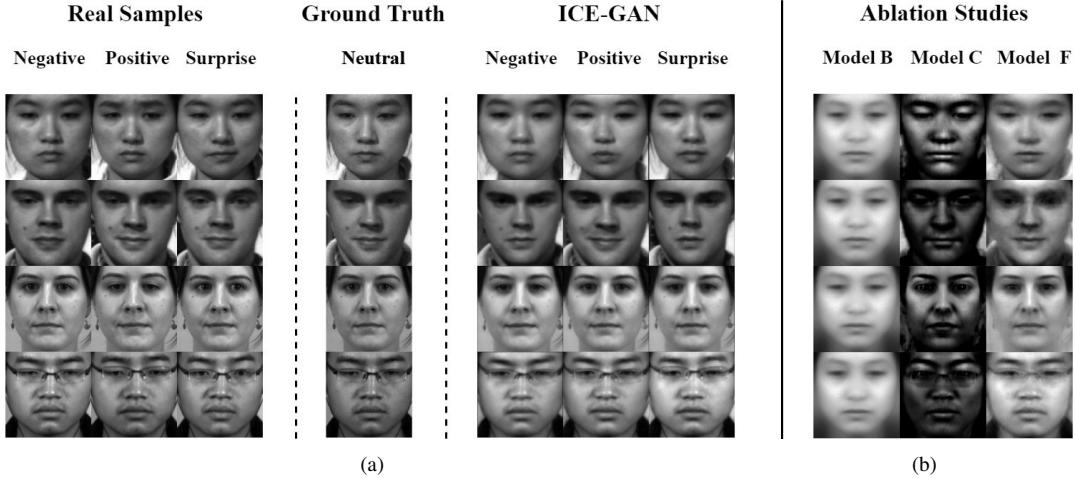 Real Samples Ground Truth ICE-GAN Ablation Studies
Negative Positive Surprise Neutral Negative Positive Surprise Model B Model C Model F
(a) (b)